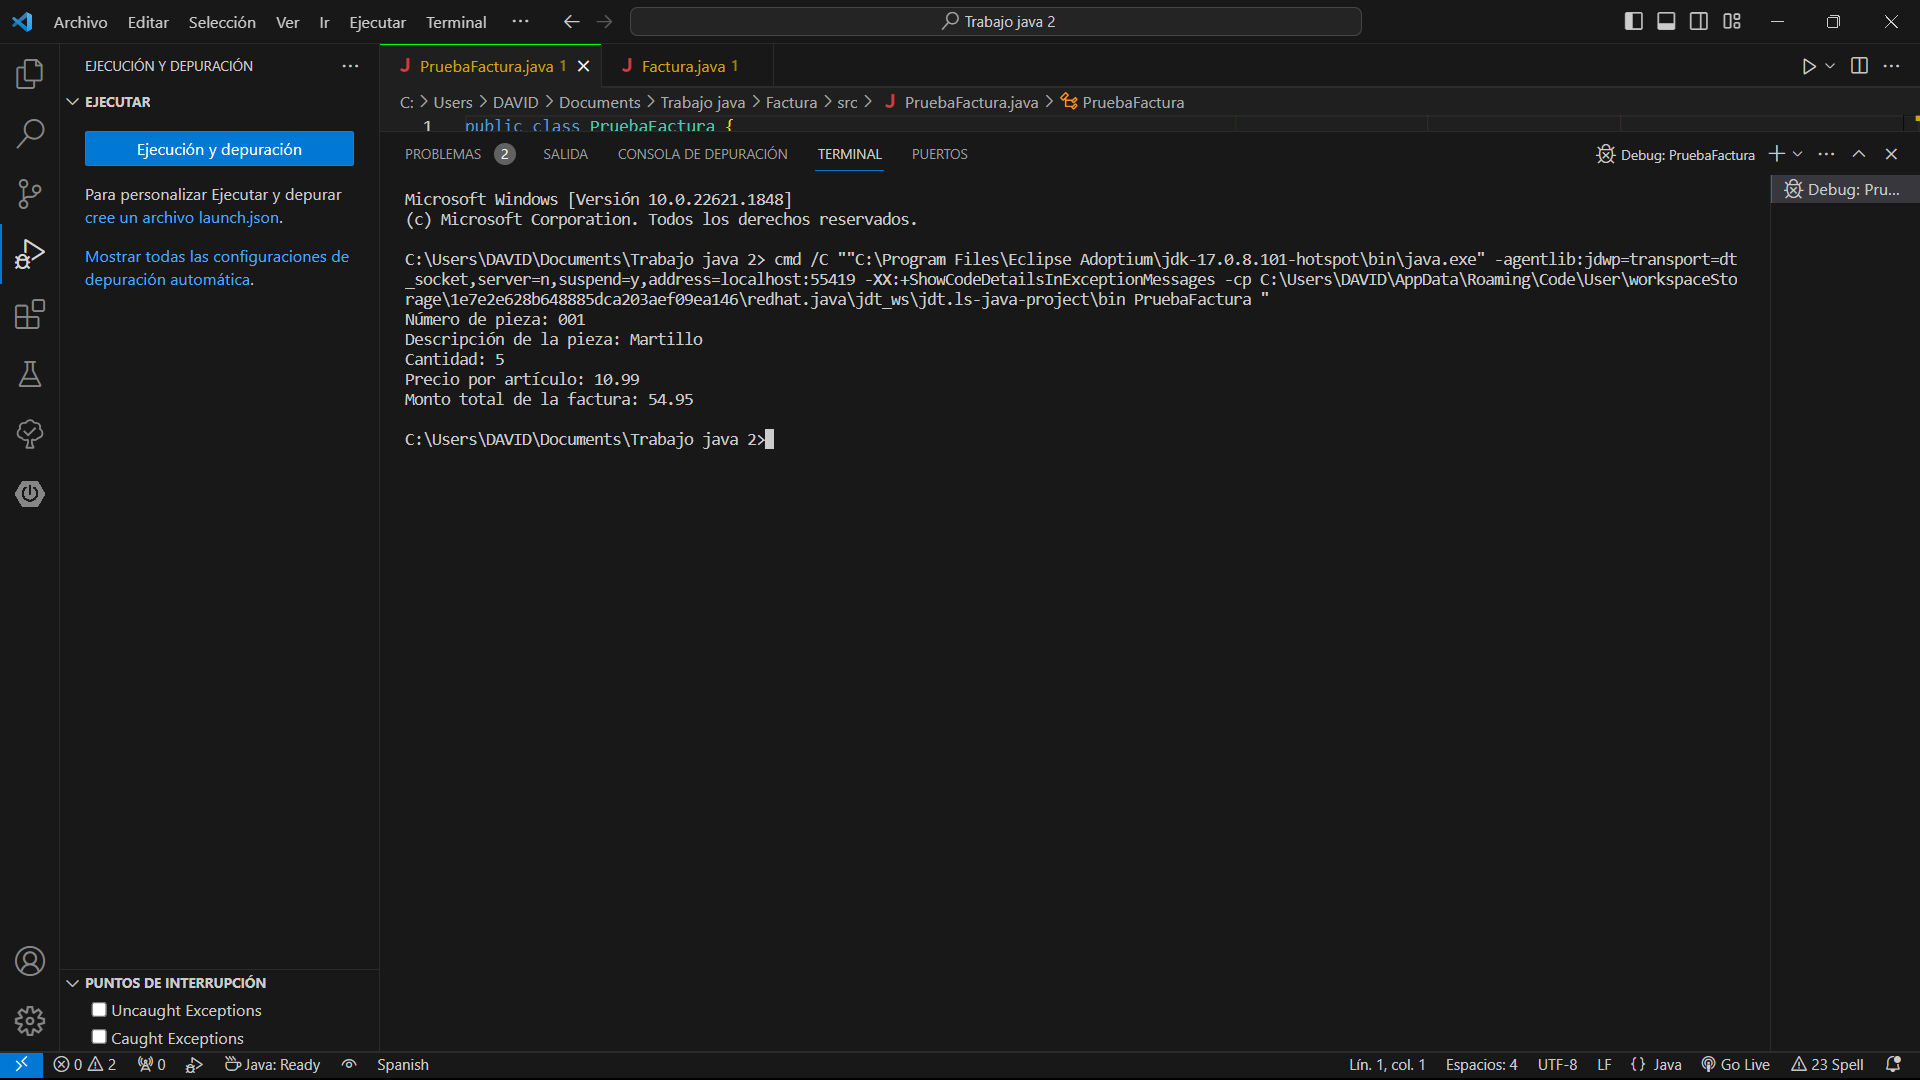 Archivo Editar Selección Ver Ir Ejecutar Terminal ··· Trabajo java 2
EJECUCIÓN Y DEPURACIÓN
EJECUTAR
Ejecución y depuración
Para personalizar Ejecutar y depurar
cree un archivo launch.json.
Mostrar todas las configuraciones de
depuración automática.
PUNTOS DE INTERRUPCIÓN
Uncaught Exceptions
Caught Exceptions
PruebaFactura.java 1 Factura.java 1
C: > Users > DAVID > Documents > Trabajo java > Factura > src > PruebaFactura.java > PruebaFactura
1 public class PruebaFactura {
PROBLEMAS 2 SALIDA CONSOLA DE DEPURACIÓN TERMINAL PUERTOS Debug: PruebaFactura
Debug: Pru...
Microsoft Windows [Versión 10.0.22621.1848]
(c) Microsoft Corporation. Todos los derechos reservados.
C:\Users\DAVID\Documents\Trabajo java 2> cmd /C ""C:\Program Files\Eclipse Adoptium\jdk-17.0.8.101-hotspot\bin\java.exe" -agentlib:jdwp=transport=dt
_socket,server=n,suspend=y,address=localhost:55419 -XX:+ShowCodeDetailsInExceptionMessages -cp C:\Users\DAVID\AppData\Roaming\Code\User\workspaceSto
rage\1e7e2e628b648885dca203aef09ea146\redhat.java\jdt_ws\jdt.ls-java-project\bin PruebaFactura "
Número de pieza: 001
Descripción de la pieza: Martillo
Cantidad: 5
Precio por artículo: 10.99
Monto total de la factura: 54.95
C:\Users\DAVID\Documents\Trabajo java 2>
0 2 0 Java: Ready Spanish Lín. 1, col. 1 Espacios: 4 UTF-8 LF {} Java Go Live 23 Spell